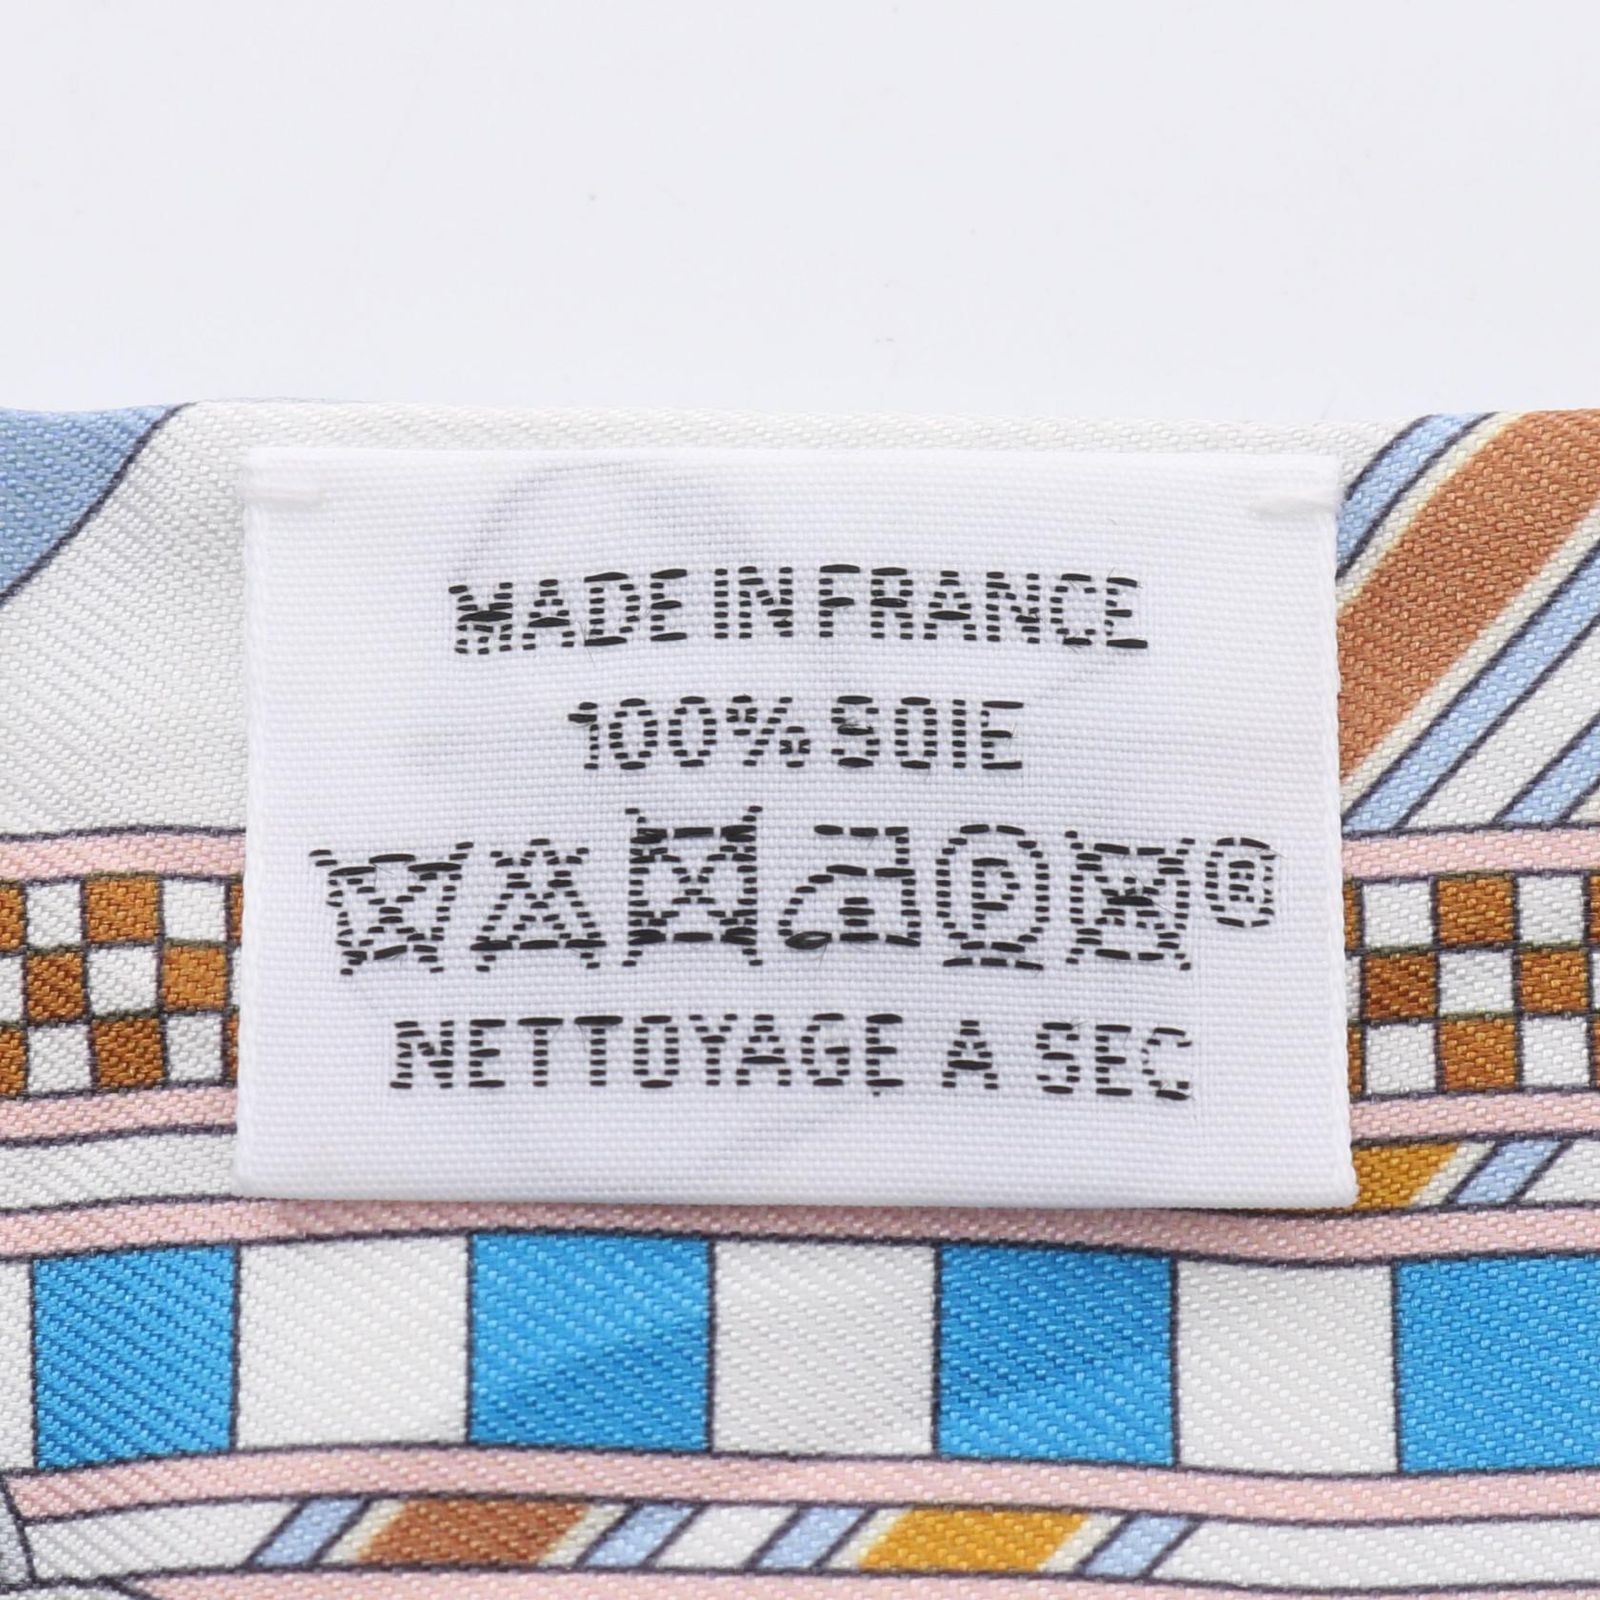 MADE IN FRANCE
100% SOIE
P ®
NETTOYAGE A SEC